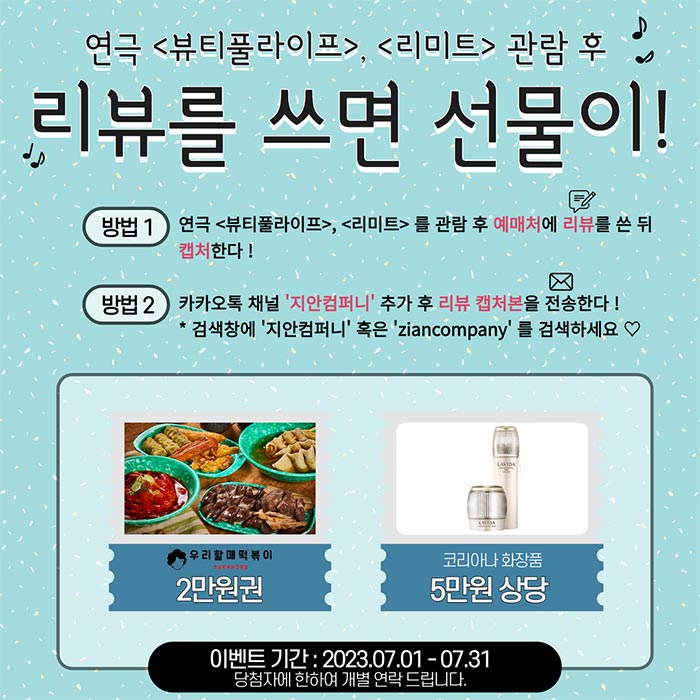 연극 <뷰티풀라이프>, <리미트> 관람 후
리뷰를 쓰면 선물이!
방법 1
연극 <뷰티풀라이프>, <리미트> 를 관람 후 예매처에 리뷰를 쓴 뒤
캡처한다 !
방법 2
카카오톡 채널 '지안컴퍼니' 추가 후 리뷰 캡처본을 전송한다 !
* 검색창에 '지안컴퍼니' 혹은 'ziancompany' 를 검색하세요 ♡
우리할매떡볶이
2만원권
LAVIDA
LAVIDA
코리아나 화장품
5만원 상당
이벤트 기간 : 2023.07.01 - 07.31
당첨자에 한하여 개별 연락 드립니다.